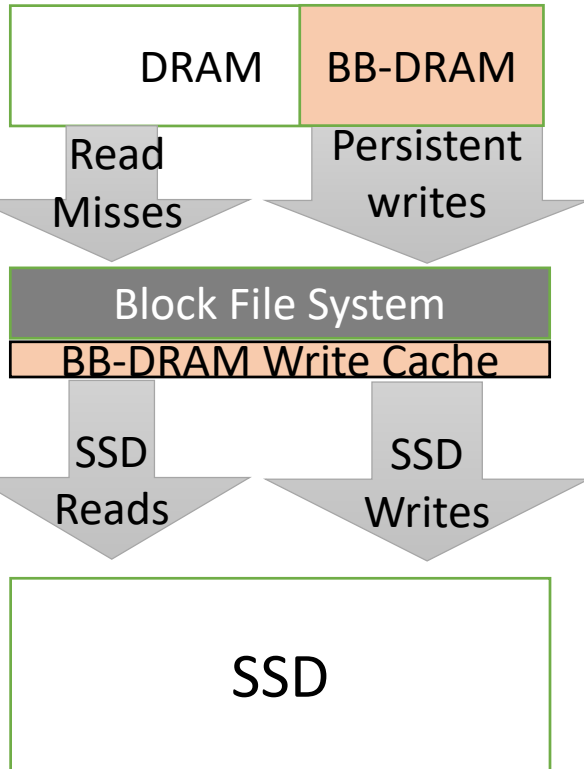 DRAM
BB-DRAM
Read
Misses
Persistent
writes
Block File System
BB-DRAM Write Cache
SSD
Reads
SSD
Writes
SSD